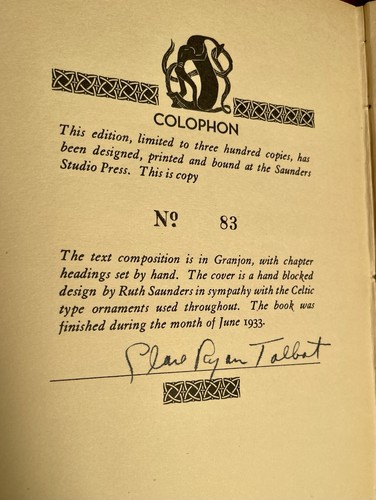 COLOPHON
This edition, limited to three hundred copies, has
been designed, printed and bound at the Saunders
Studio Press. This is copy
No. 83
The text composition is in Granjon, with chapter
headings set by hand. The cover is a hand blocked
design by Ruth Saunders in sympathy with the Celtic
type ornaments used throughout. The book was
finished during the month of June 1933.
Clare Ryan Talbot